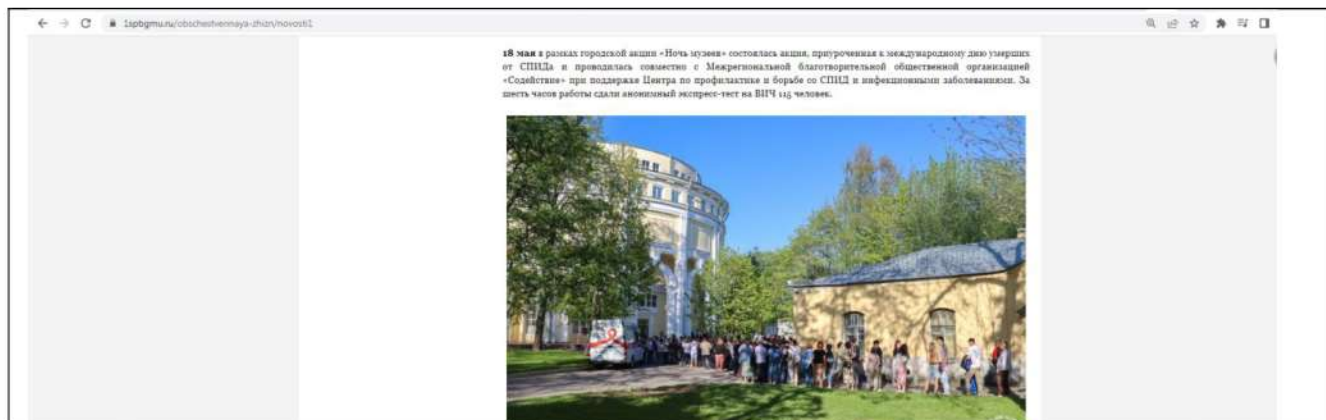 1spbgmu.ru/obschestvennaya-zhizn/novosti1
18 мая в рамках городской акции «Ночь музеев» состоялась акция, приуроченная к международному дню умерших
от СПИДа и проводилась совместно с Межрегиональной благотворительной общественной организацией
«Содействие» при поддержке Центра по профилактике и борьбе со СПИД и инфекционными заболеваниями. За
шесть часов работы сдали анонимный экспресс-тест на ВИЧ 115 человек.